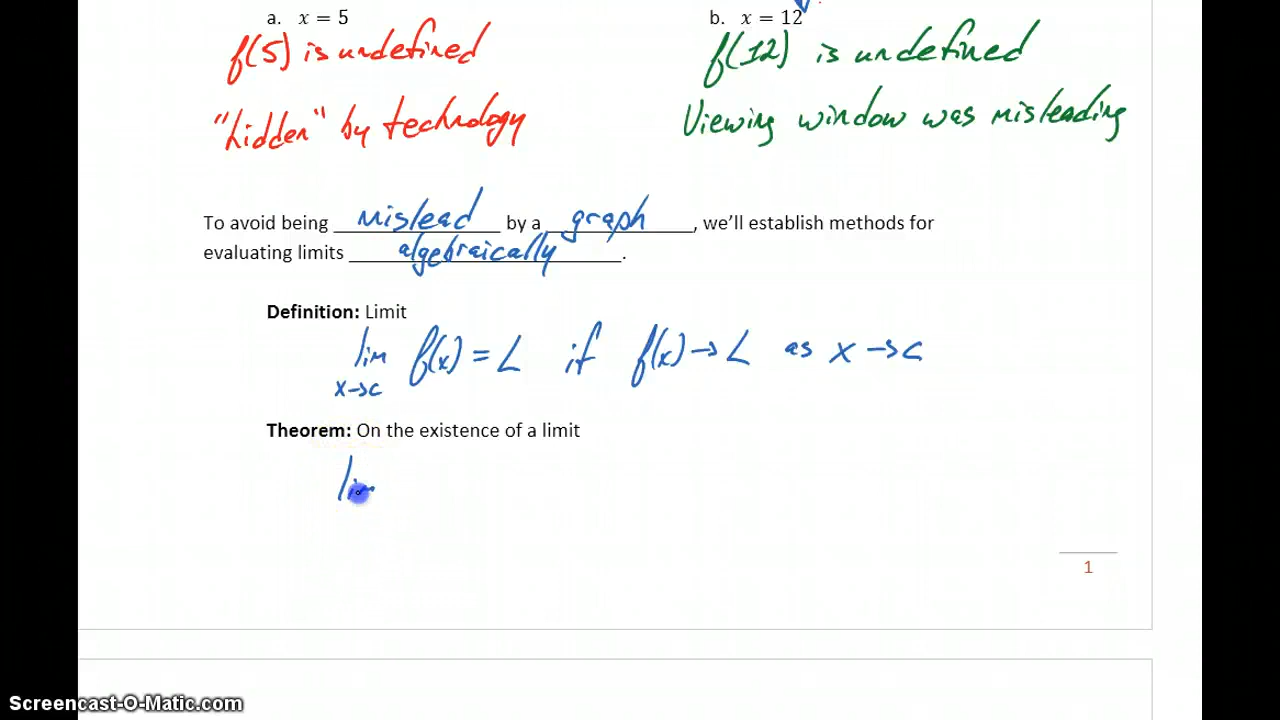 a. x = 5
b. x = 12
f(5) is undefined
f(12) is undefined
"hidden" by technology
Viewing window was misleading
To avoid being mislead by a graph, we'll establish methods for
evaluating limits algebraically.
Definition: Limit
lim f(x) = L if f(x) → L as x → c
x→c
Theorem: On the existence of a limit
lim
1
Screencast-O-Matic.com